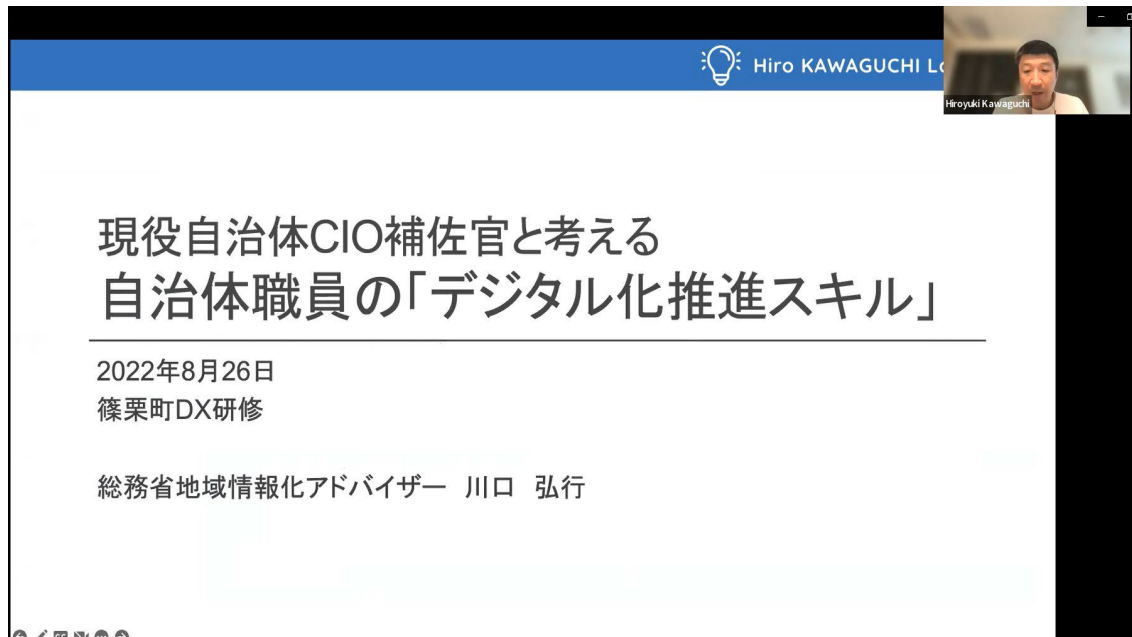 Hiro KAWAGUCHI
Hiroyuki Kawaguchi
現役自治体CIO補佐官と考える
自治体職員の「デジタル化推進スキル」
2022年8月26日
篠栗町DX研修
総務省地域情報化アドバイザー 川口 弘行